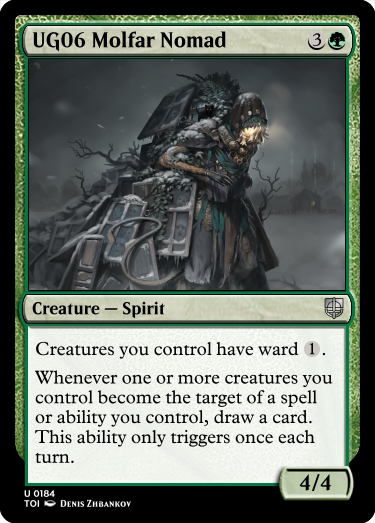 UG06 Molfar Nomad 3
Creature — Spirit
Creatures you control have ward 1.
Whenever one or more creatures you
control become the target of a spell
or ability you control, draw a card.
This ability only triggers once each
turn.
4/4
U 0184
TOI Denis Zhbankov